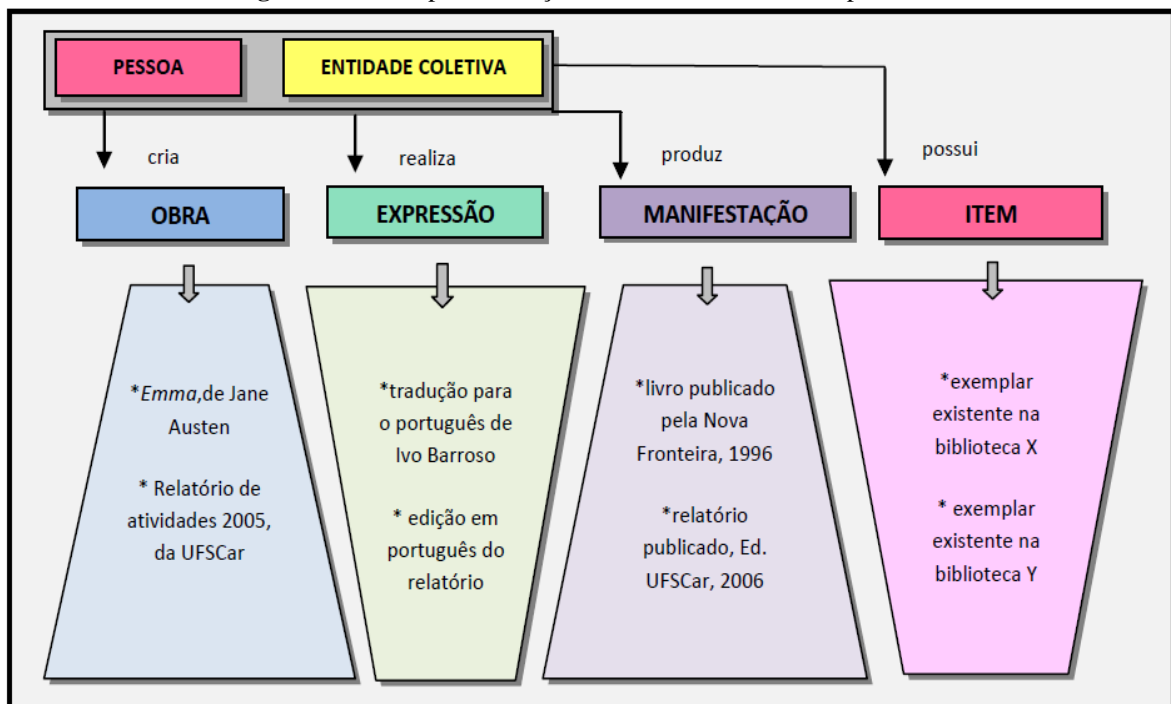 PESSOA
ENTIDADE COLETIVA
cria
realiza
produz
possui
OBRA
EXPRESSÃO
MANIFESTAÇÃO
ITEM
*Emma,de Jane
Austen
* Relatório de
atividades 2005,
da UFSCar
*tradução para
o português de
Ivo Barroso
* edição em
português do
relatório
*livro publicado
pela Nova
Fronteira, 1996
*relatório
publicado, Ed.
UFSCar, 2006
*exemplar
existente na
biblioteca X
* exemplar
existente na
biblioteca Y